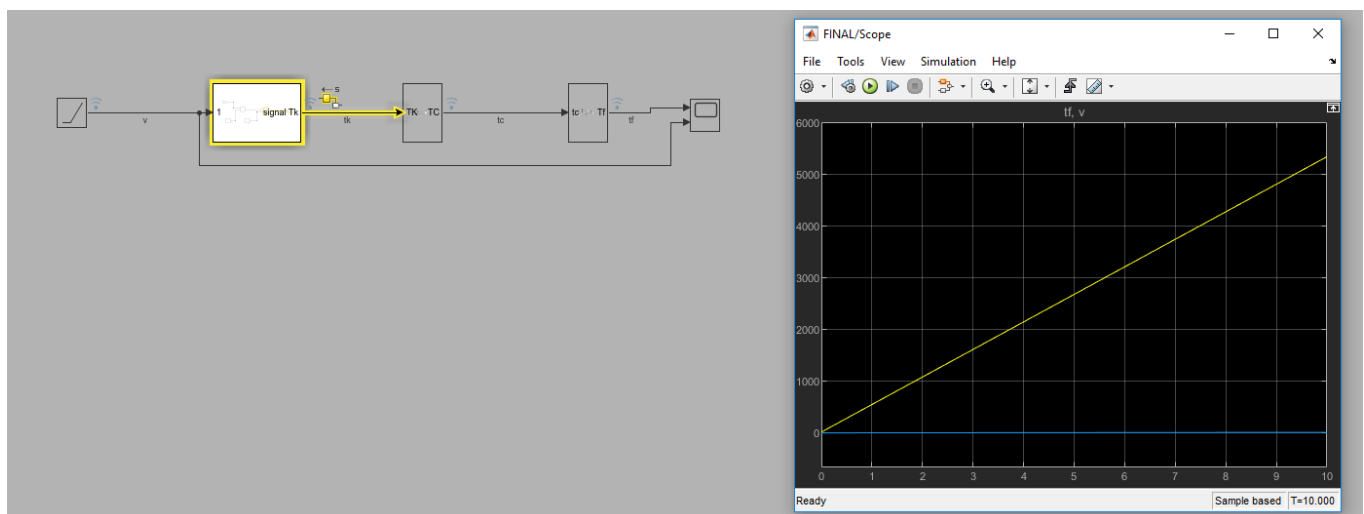 s
1
signal Tk
TK
TC
tc
Tf
v
tk
tc
tf
FINAL/Scope
File Tools View Simulation Help
tf, v
6000
5000
4000
3000
2000
1000
0
0 1 2 3 4 5 6 7 8 9 10
Ready
Sample based T=10.000